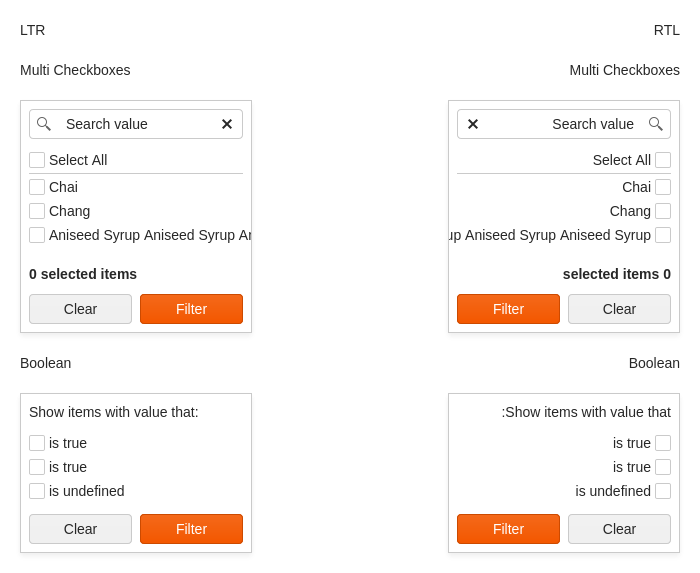 LTR
Multi Checkboxes
Search value
Select All
Chai
Chang
Aniseed Syrup Aniseed Syrup
0 selected items
Clear Filter
Boolean
Show items with value that:
is true
is true
is undefined
Clear Filter
RTL
Multi Checkboxes
Search value
Select All
Chai
Chang
Aniseed Syrup Aniseed Syrup
selected items 0
Filter Clear
Boolean
:Show items with value that
is true
is true
is undefined
Filter Clear